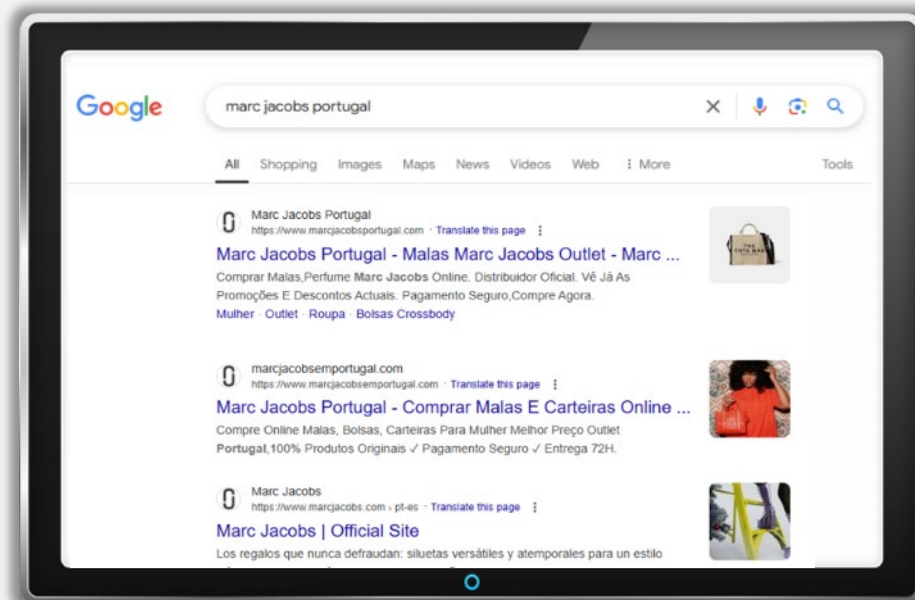 Google
marc jacobs portugal
All Shopping Images Maps News Videos Web More Tools
Marc Jacobs Portugal
https://www.marcjacobsportugal.com · Translate this page
Marc Jacobs Portugal - Malas Marc Jacobs Outlet - Marc ...
Comprar Malas,Perfume Marc Jacobs Online. Distribuidor Oficial. Vê Já As
Promoções E Descontos Actuais. Pagamento Seguro,Compre Agora.
Mulher · Outlet · Roupa · Bolsas Crossbody
THE
TOTE BAG
marcjacobsemportugal.com
https://www.marcjacobsemportugal.com · Translate this page
Marc Jacobs Portugal - Comprar Malas E Carteiras Online ...
Compre Online Malas, Bolsas, Carteiras Para Mulher Melhor Preço Outlet
Portugal,100% Produtos Originais ✓ Pagamento Seguro ✓ Entrega 72H.
Marc Jacobs
https://www.marcjacobs.com › pt-es · Translate this page
Marc Jacobs | Official Site
Los regalos que nunca defraudan: siluetas versátiles y atemporales para un estilo